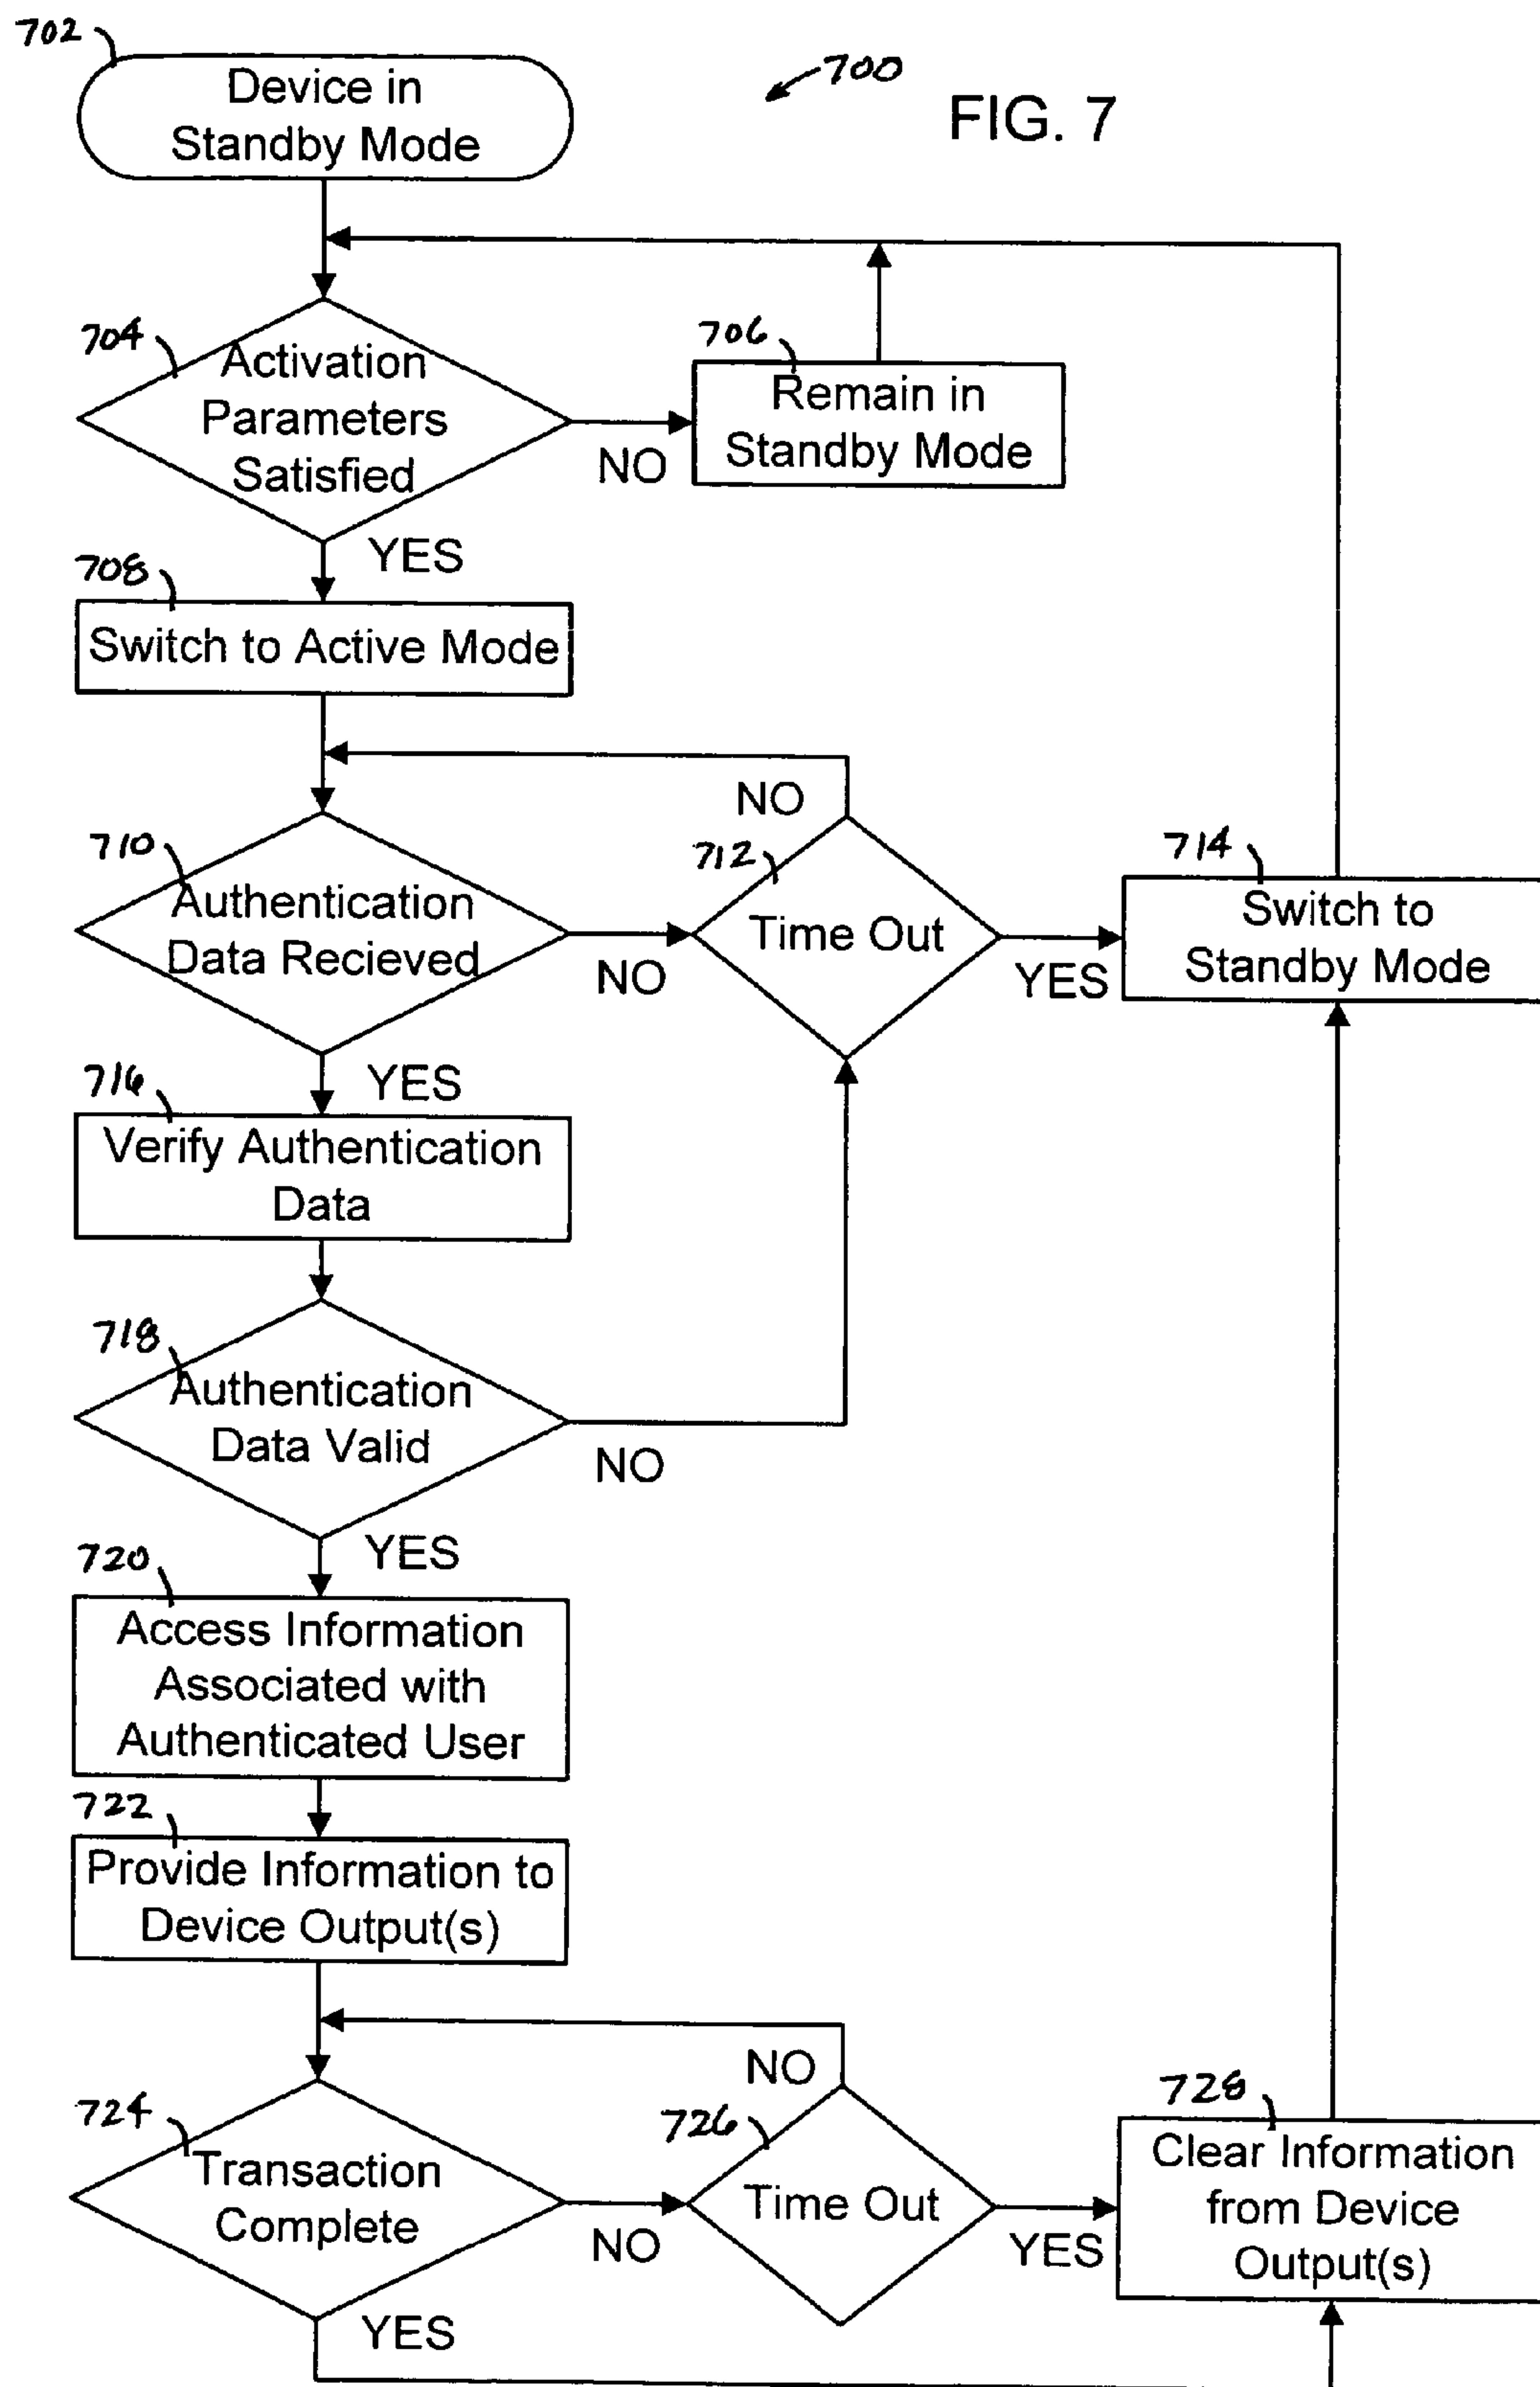 702
Device in
Standby Mode
700
FIG. 7
704
Activation
Parameters
Satisfied
NO
706
Remain in
Standby Mode
YES
708
Switch to Active Mode
NO
710
Authentication
Data Recieved
NO
712
Time Out
YES
714
Switch to
Standby Mode
YES
716
Verify Authentication
Data
718
Authentication
Data Valid
NO
YES
720
Access Information
Associated with
Authenticated User
722
Provide Information to
Device Output(s)
NO
724
Transaction
Complete
NO
726
Time Out
YES
728
Clear Information
from Device
Output(s)
YES